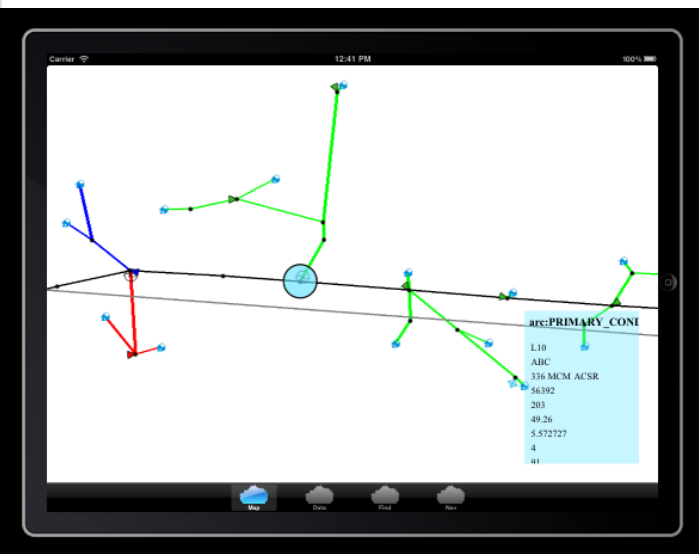 Carrier
12:41 PM
100%
arc:PRIMARY_CONI
L10
ABC
336 MCM ACSR
56392
203
49.26
5.572727
4
91
Map
Data
Find
Nav